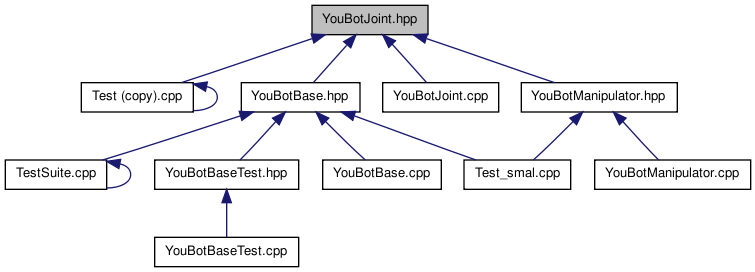 YouBotJoint.hpp
Test (copy).cpp
YouBotBase.hpp
YouBotJoint.cpp
YouBotManipulator.hpp
TestSuite.cpp
YouBotBaseTest.hpp
YouBotBase.cpp
Test_smal.cpp
YouBotManipulator.cpp
YouBotBaseTest.cpp